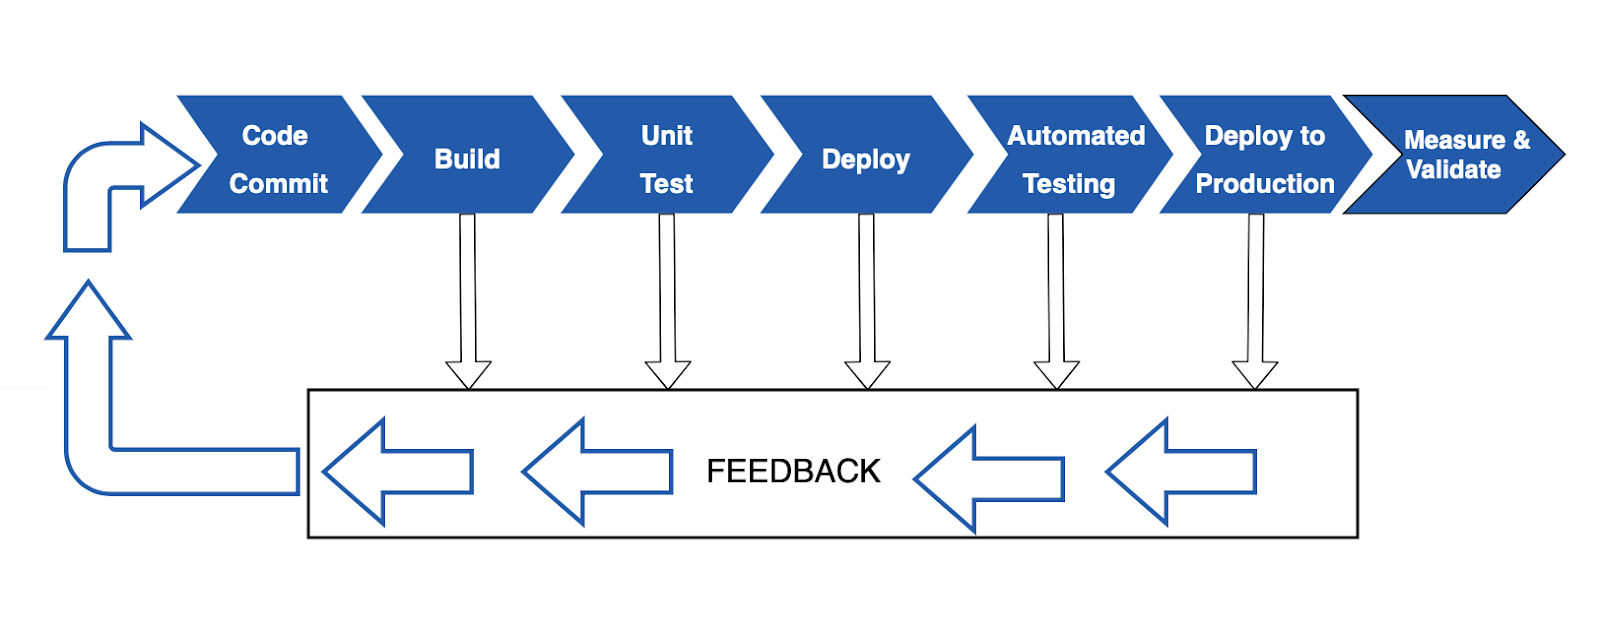 Code
Commit
Build
Unit
Test
Deploy
Automated
Testing
Deploy to
Production
Measure &
Validate
FEEDBACK